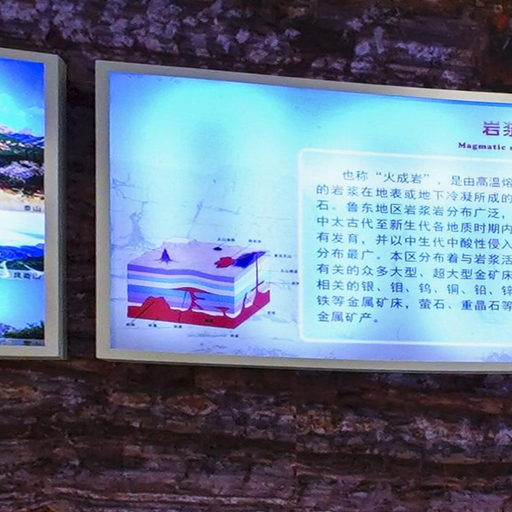 泰山
岩浆
Magmatic
也称“火成岩”，是由高温熔
的岩浆在地表或地下冷凝所成的
石。鲁东地区岩浆岩分布广泛，
中太古代至新生代各地质时期内
有发育，并以中生代中酸性侵入
分布最广。本区分布着与岩浆活
有关的众多大型、超大型金矿床
相关的银、钼、钨、铜、铅、锌
铁等金属矿床，萤石、重晶石等
金属矿产。